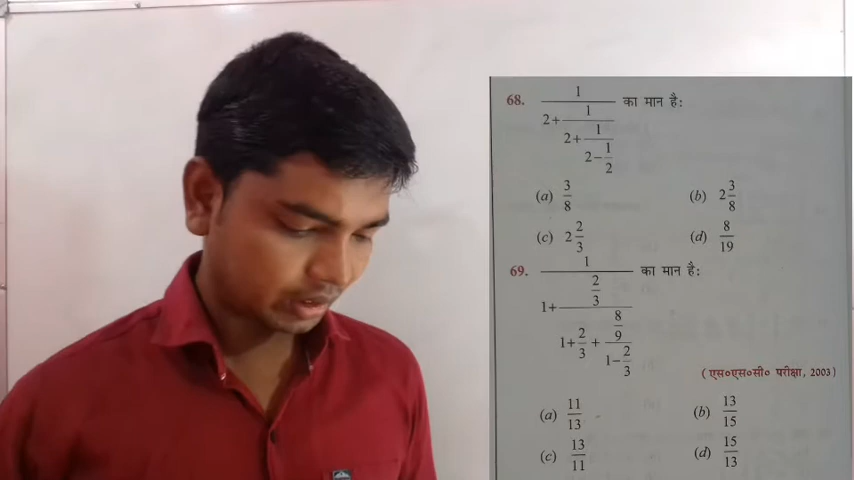 68. 1/(2+1/(2+1/(2-1/2))) का मान है:
(a) 3/8 (b) 2 3/8
(c) 2 2/3 (d) 8/19
69. 1/(1+(2/3)/(1+2/3+(8/9)/(1-2/3))) का मान है:
(एस०एस०सी० परीक्षा, 2003)
(a) 11/13 (b) 13/15
(c) 13/11 (d) 15/13